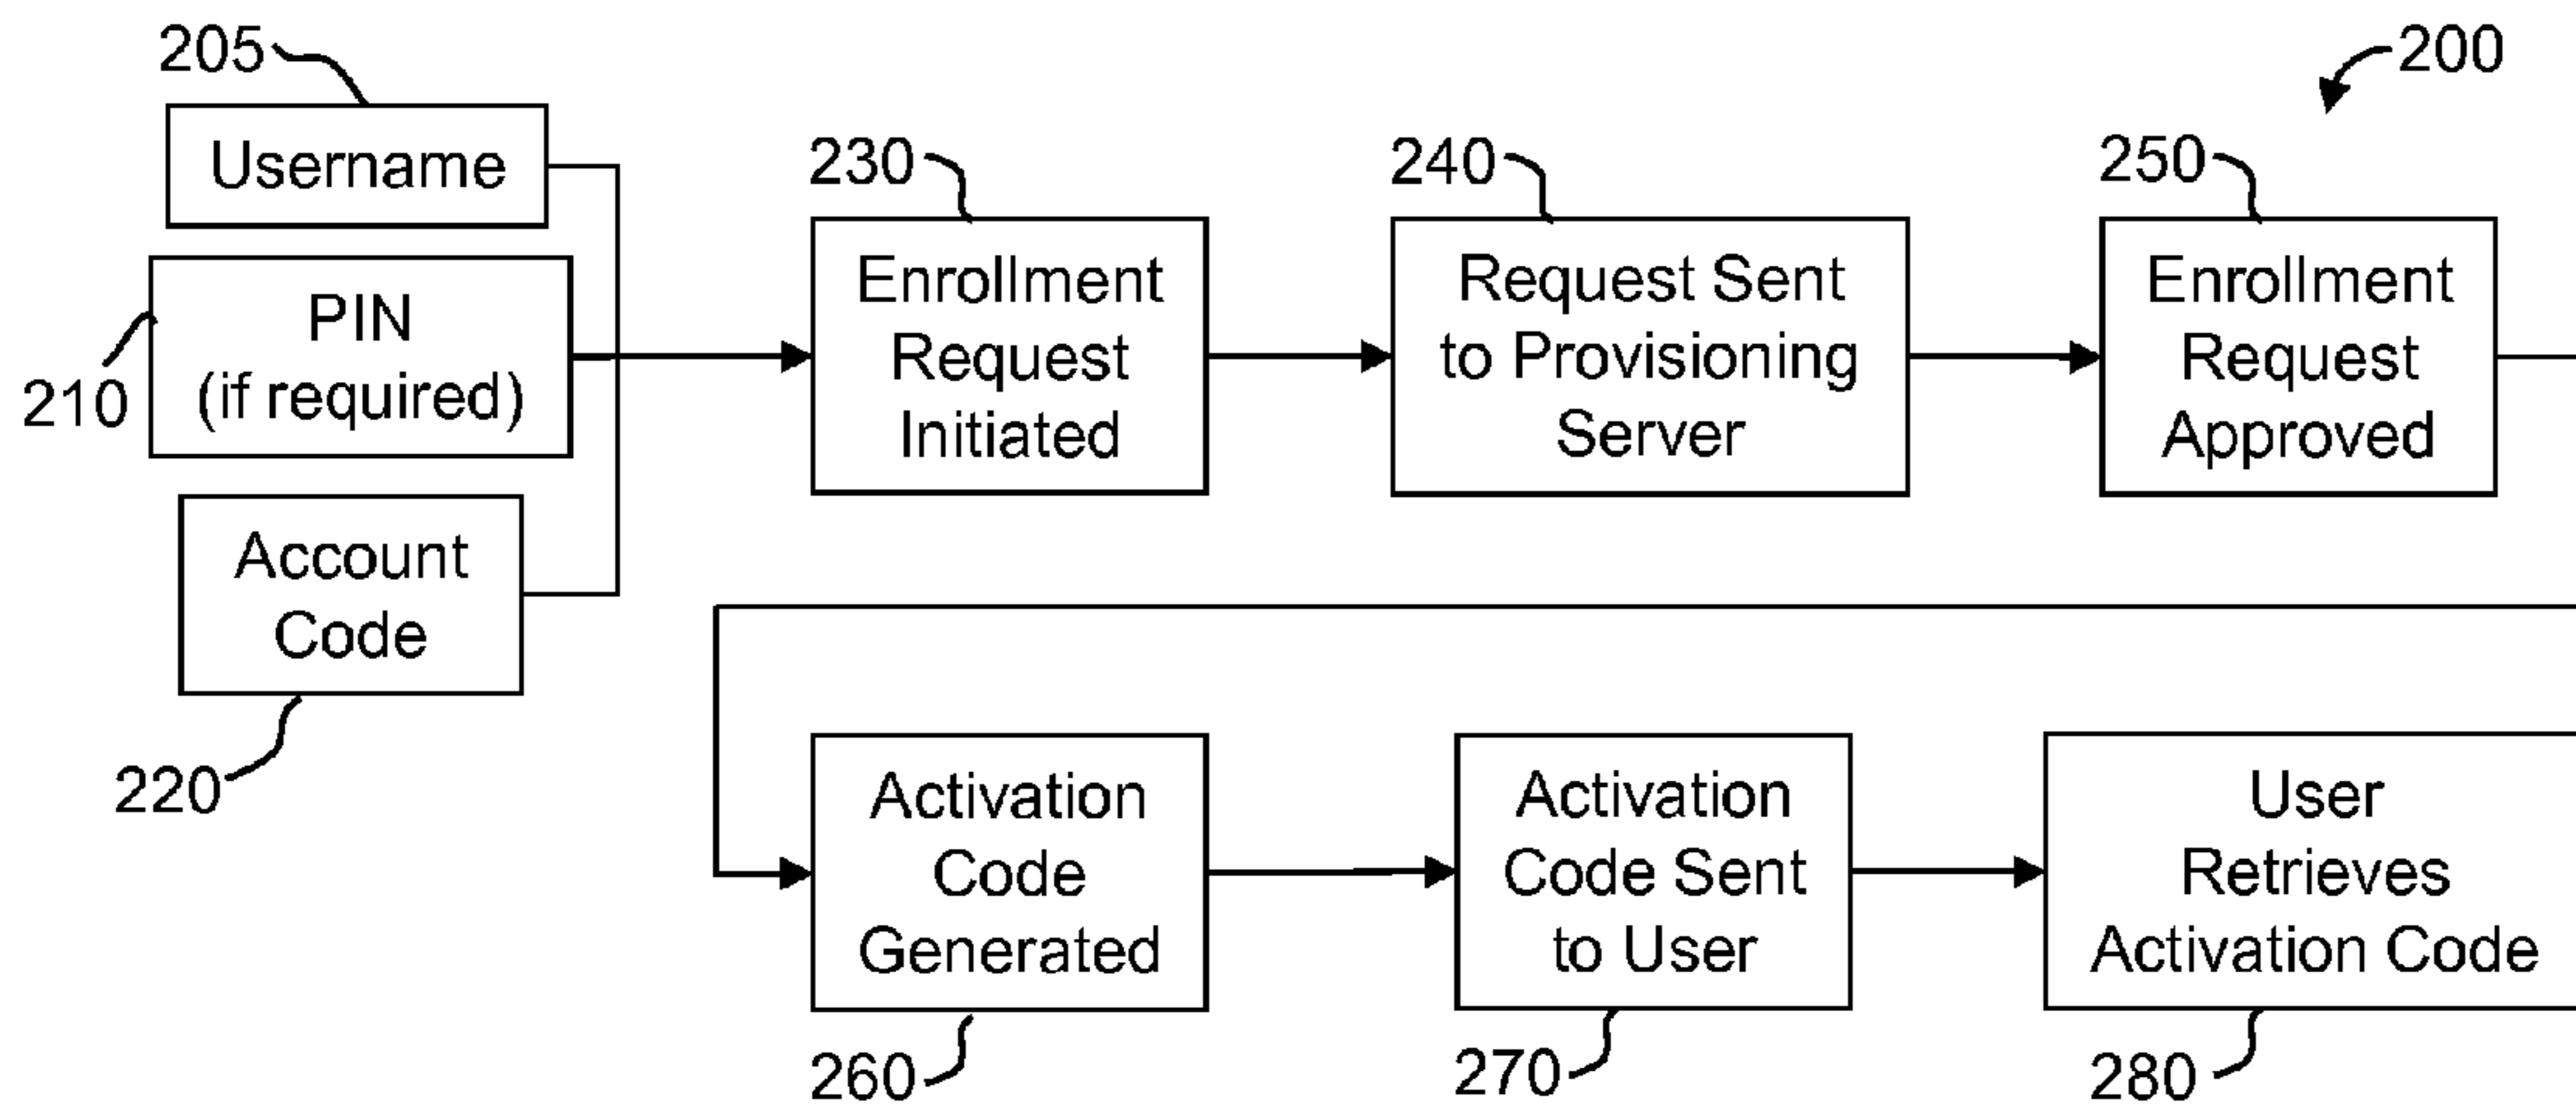 205
200
Username
230
240
250
PIN
(if required)
210
Enrollment
Request
Initiated
Request Sent
to Provisioning
Server
Enrollment
Request
Approved
Account
Code
220
Activation
Code
Generated
Activation
Code Sent
to User
User
Retrieves
Activation Code
260
270
280